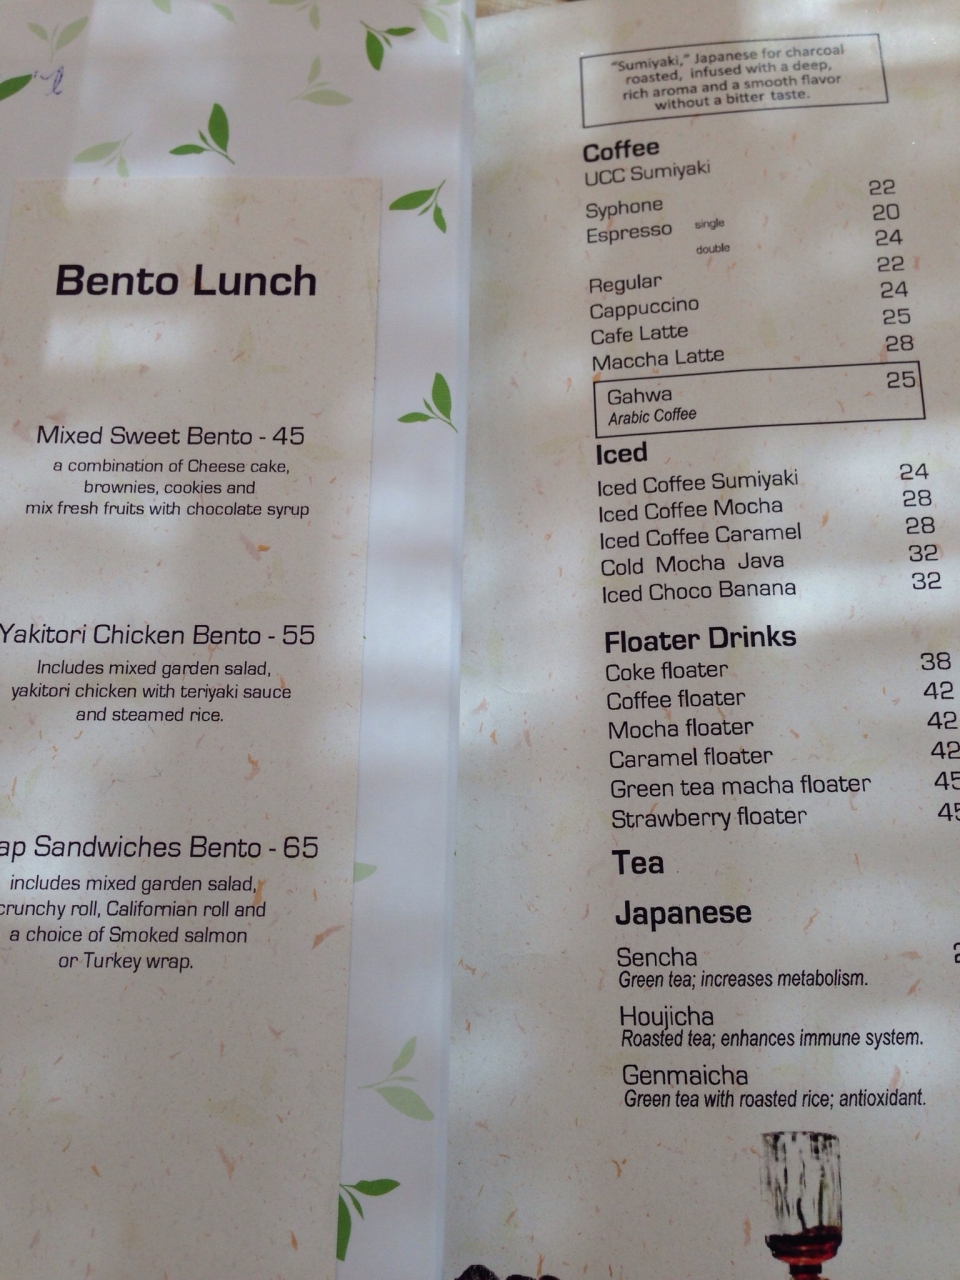 Bento Lunch
Mixed Sweet Bento - 45
a combination of Cheese cake,
brownies, cookies and
mix fresh fruits with chocolate syrup
Yakitori Chicken Bento - 55
Includes mixed garden salad,
yakitori chicken with teriyaki sauce
and steamed rice.
Sandwiches Bento - 65
includes mixed garden salad,
crunchy roll, Californian roll and
a choice of Smoked salmon
or Turkey wrap.
"Sumiyaki," Japanese for charcoal
roasted, infused with a deep,
rich aroma and a smooth flavor
without a bitter taste.
Coffee
UCC Sumiyaki
Syphone 22
Espresso single 20
double 24
Regular 22
Cappuccino 24
Cafe Latte 25
Maccha Latte 28
Gahwa 25
Arabic Coffee
Iced
Iced Coffee Sumiyaki 24
Iced Coffee Mocha 28
Iced Coffee Caramel 28
Cold Mocha Java 32
Iced Choco Banana 32
Floater Drinks
Coke floater 38
Coffee floater 42
Mocha floater 42
Caramel floater 42
Green tea macha floater 45
Strawberry floater 45
Tea
Japanese
Sencha
Green tea; increases metabolism.
Houjicha
Roasted tea; enhances immune system.
Genmaicha
Green tea with roasted rice; antioxidant.